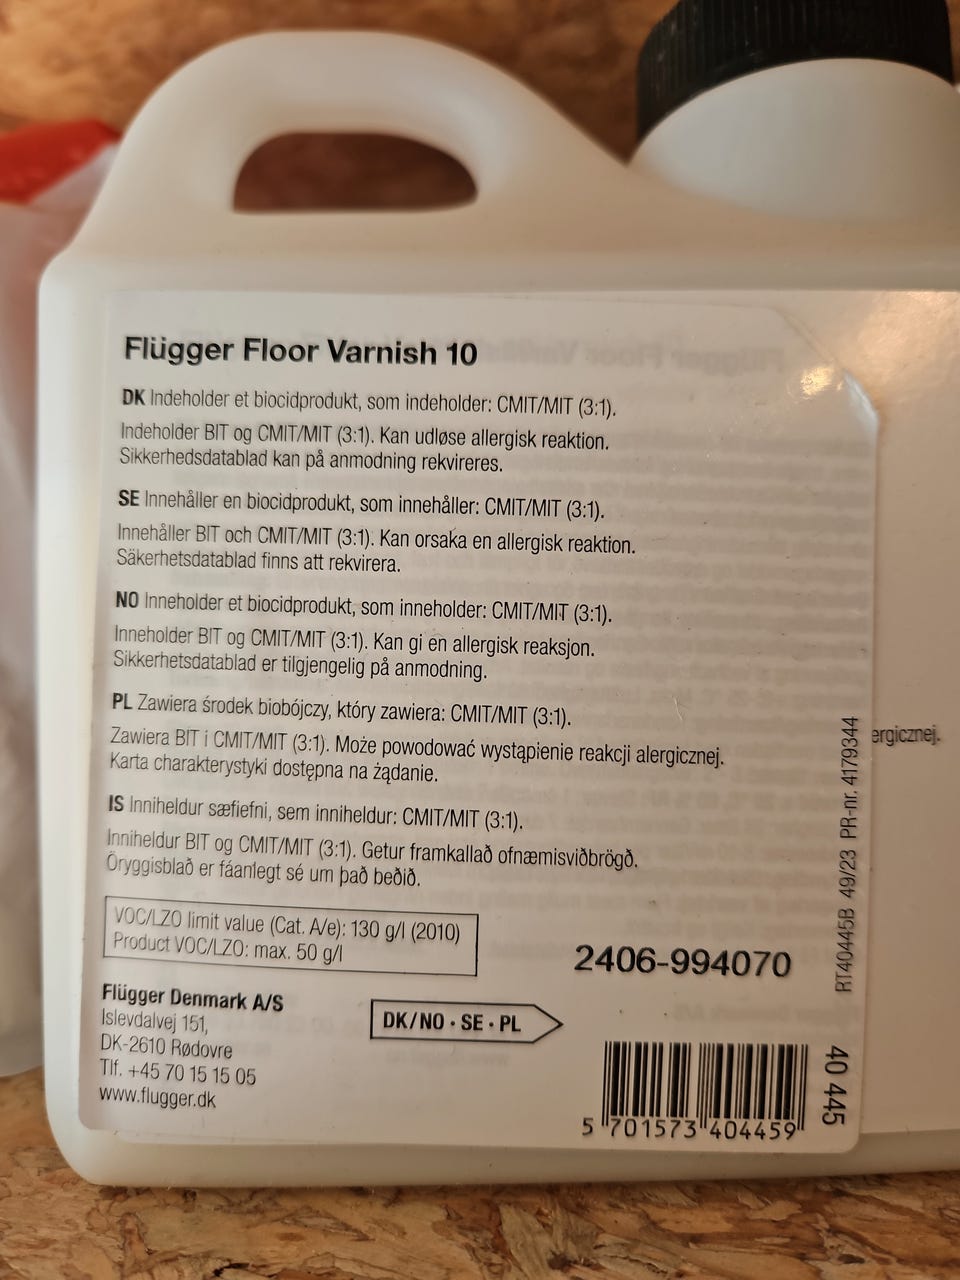 Flügger Floor Varnish 10
DK Indeholder et biocidprodukt, som indeholder: CMIT/MIT (3:1).
Indeholder BIT og CMIT/MIT (3:1). Kan udløse allergisk reaktion.
Sikkerhedsdatablad kan på anmodning rekvireres.
SE Innehåller en biocidprodukt, som innehåller: CMIT/MIT (3:1).
Innehåller BIT och CMIT/MIT (3:1). Kan orsaka en allergisk reaktion.
Säkerhetsdatablad finns att rekvirera.
NO Inneholder et biocidprodukt, som inneholder: CMIT/MIT (3:1).
Inneholder BIT og CMIT/MIT (3:1). Kan gi en allergisk reaksjon.
Sikkerhetsdatablad er tilgjengelig på anmodning.
PL Zawiera środek biobójczy, który zawiera: CMIT/MIT (3:1).
Zawiera BIT i CMIT/MIT (3:1). Może powodować wystąpienie reakcji alergicznej.
Karta charakterystyki dostępna na żądanie.
IS Inniheldur sæfiefni, sem inniheldur: CMIT/MIT (3:1).
Inniheldur BIT og CMIT/MIT (3:1). Getur framkallað ofnæmisviðbrögð.
Öryggisblað er fáanlegt sé um það beðið.
VOC/LZO limit value (Cat. A/e): 130 g/l (2010)
Product VOC/LZO: max. 50 g/l
2406-994070
Flügger Denmark A/S
Islevdalvej 151,
DK-2610 Rødovre
Tlf. +45 70 15 15 05
www.flugger.dk
DK/NO · SE · PL
5 701573 404459
40 445
RT40445B 49/23 PR-nr. 4179344
ergicznej.